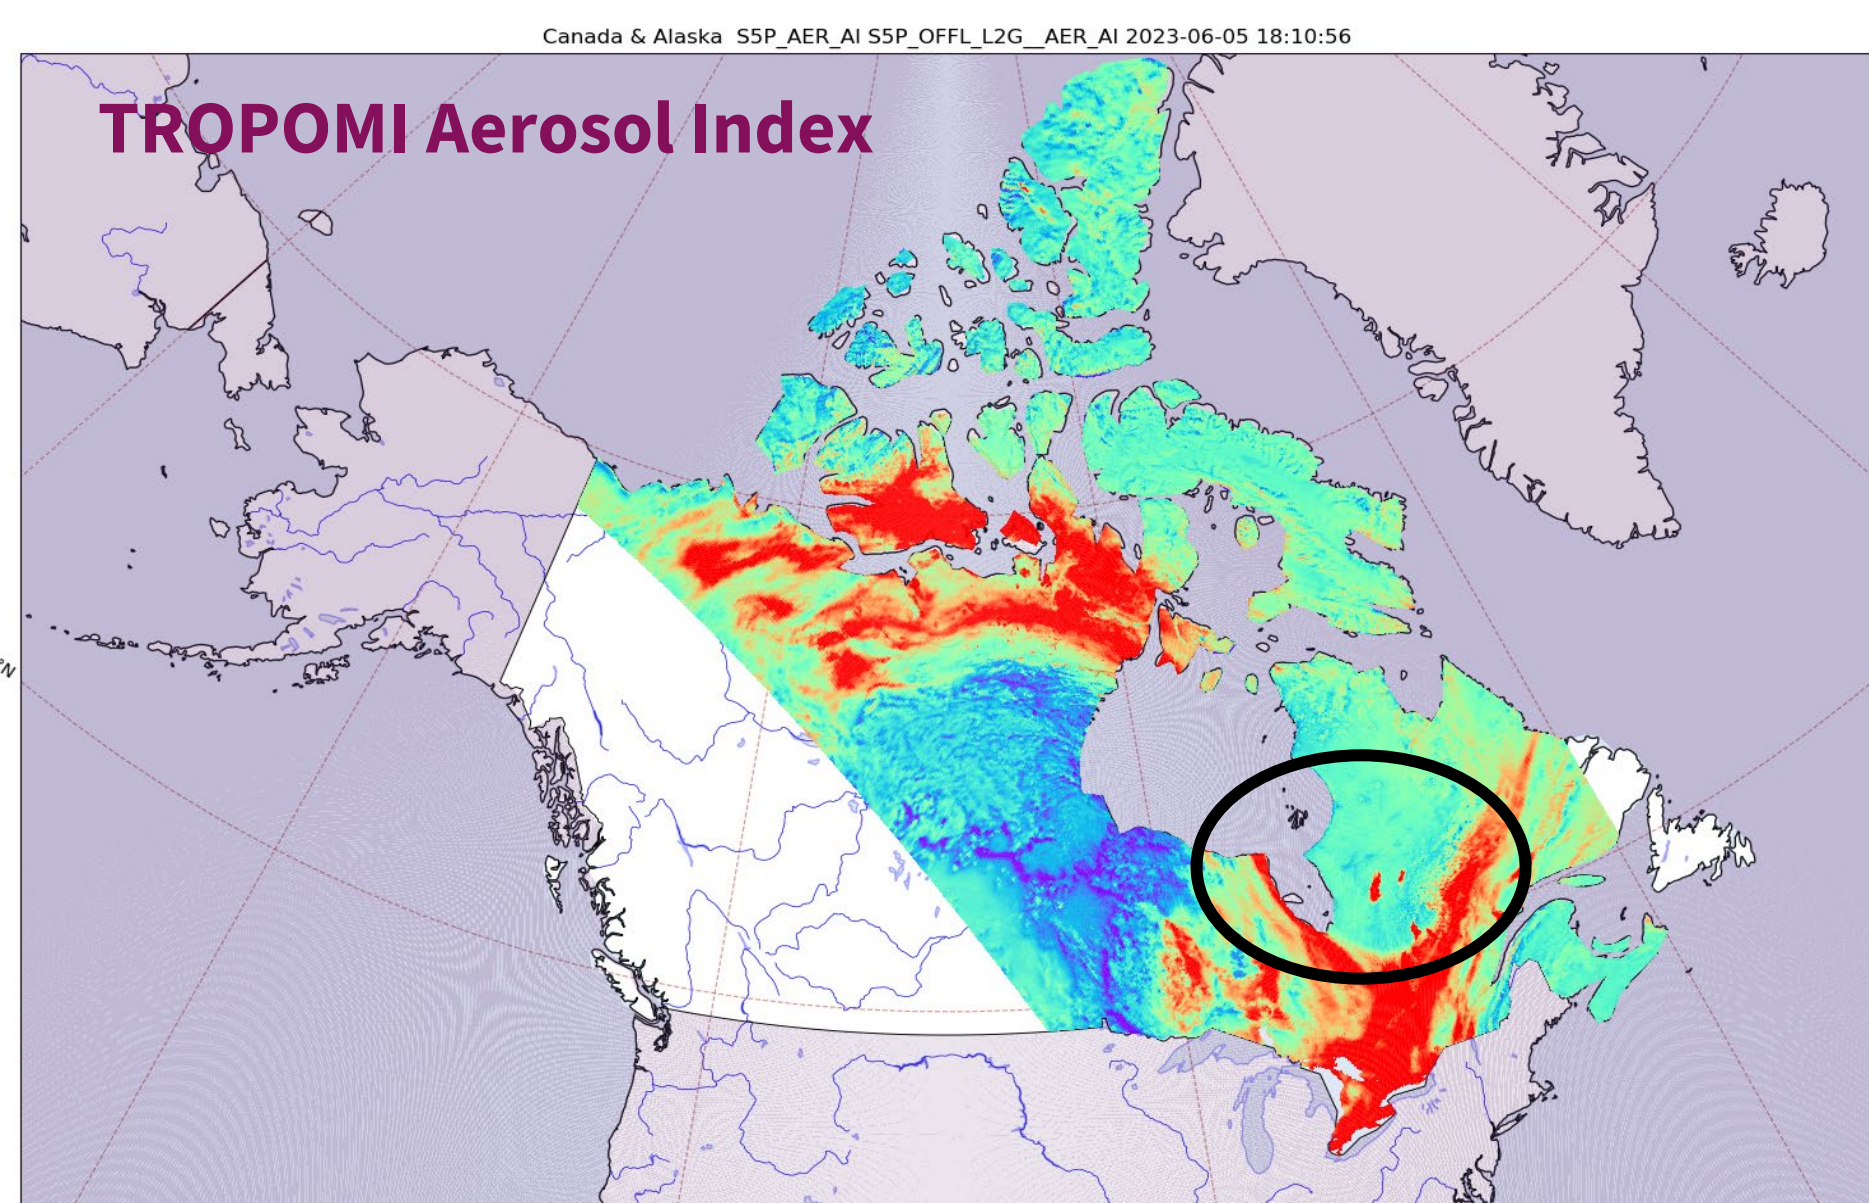 Canada & Alaska  S5P_AER_AI S5P_OFFL_L2G__AER_AI 2023-06-05 18:10:56
TROPOMI Aerosol Index
°N